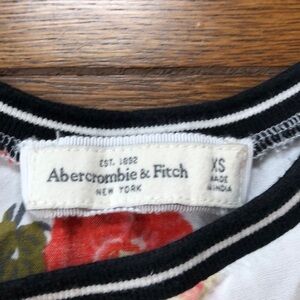 EST. 1892
Abercrombie & Fitch
NEW YORK
XS
MADE
IN INDIA